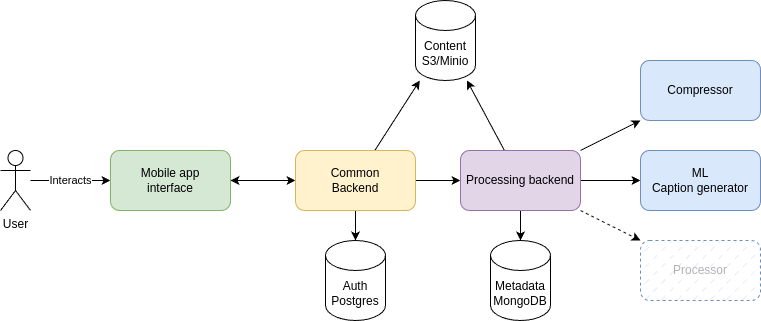 Content
S3/Minio
Compressor
User
Interacts
Mobile app
interface
Common
Backend
Processing backend
ML
Caption generator
Auth
Postgres
Metadata
MongoDB
Processor